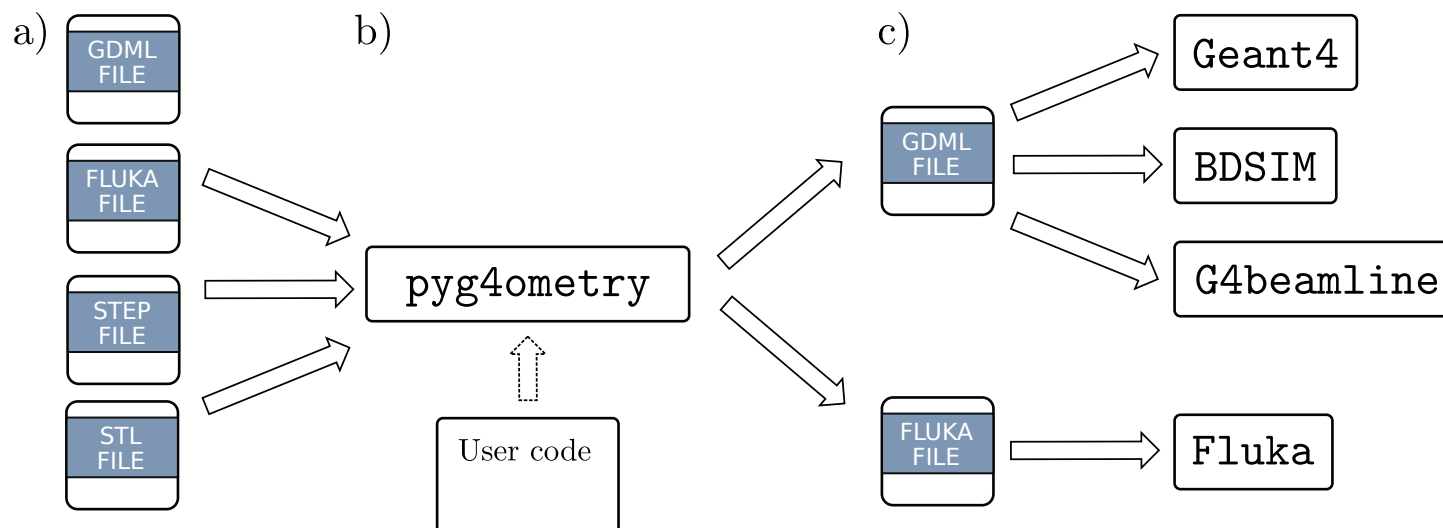 a)
GDML
FILE
FLUKA
FILE
STEP
FILE
STL
FILE
b)
pyg4ometry
User code
c)
GDML
FILE
FLUKA
FILE
Geant4
BDSIM
G4beamline
Fluka